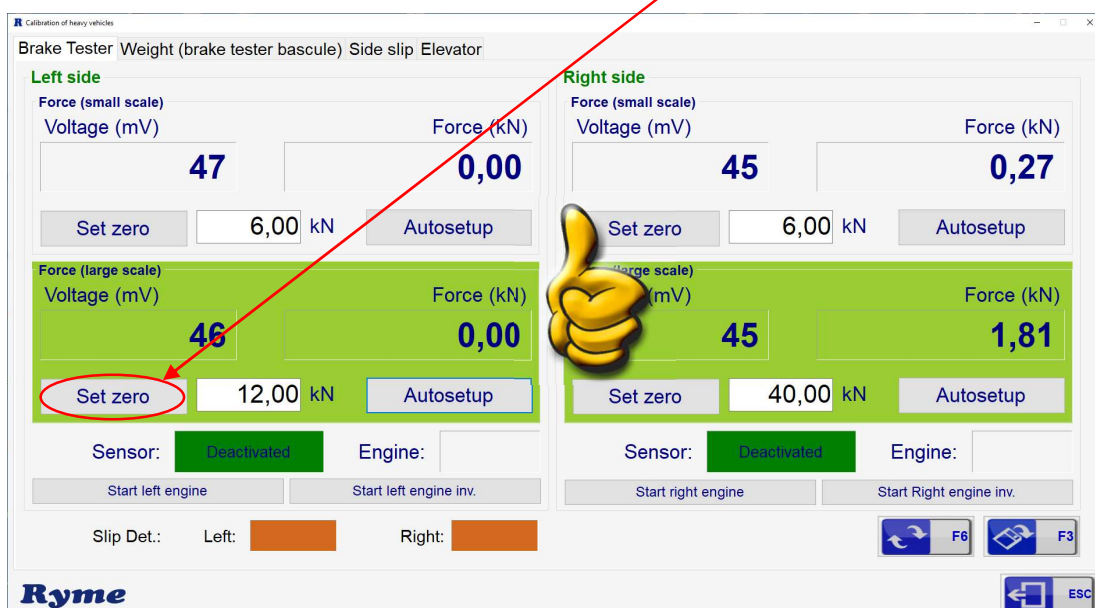 R Calibration of heavy vehicles
Brake Tester Weight (brake tester bascule) Side slip Elevator
Left side
Force (small scale)
Voltage (mV) Force (kN)
47 0,00
Set zero 6,00 kN Autosetup
Force (large scale)
Voltage (mV) Force (kN)
46 0,00
Set zero 12,00 kN Autosetup
Sensor: Deactivated Engine:
Start left engine Start left engine inv.
Right side
Force (small scale)
Voltage (mV) Force (kN)
45 0,27
Set zero 6,00 kN Autosetup
(large scale)
(mV) Force (kN)
45 1,81
Set zero 40,00 kN Autosetup
Sensor: Deactivated Engine:
Start right engine Start Right engine inv.
Slip Det.: Left: Right:
F6 F3
Ryme
ESC